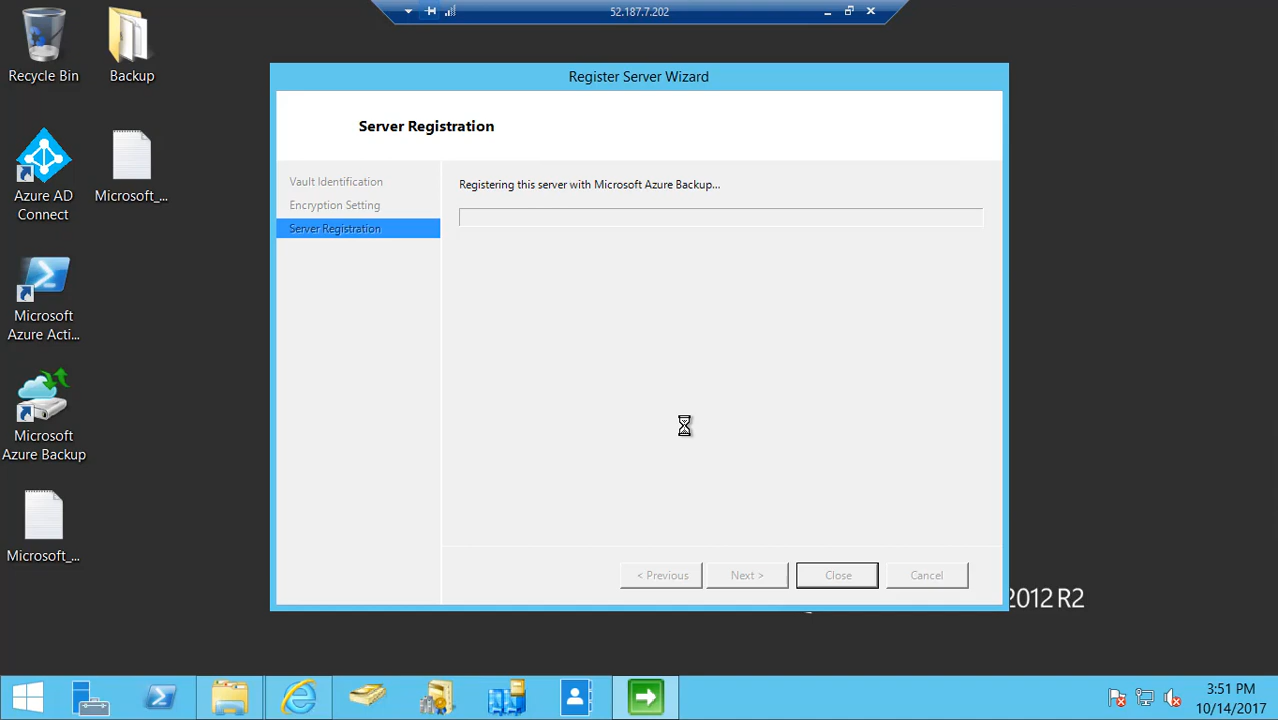 52.187.7.202
Recycle Bin
Backup
Azure AD
Connect
Microsoft_...
Microsoft
Azure Acti...
Microsoft
Azure Backup
Microsoft_...
Register Server Wizard
Server Registration
Vault Identification
Encryption Setting
Server Registration
Registering this server with Microsoft Azure Backup...
< Previous
Next >
Close
Cancel
2012 R2
3:51 PM
10/14/2017